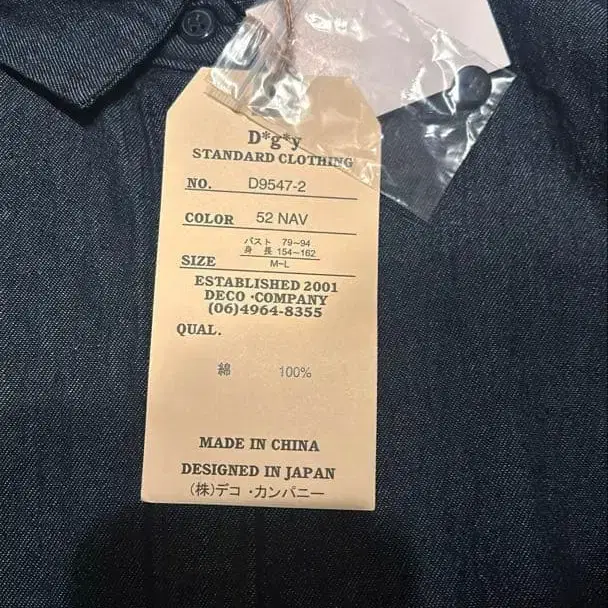 D*g*y
STANDARD CLOTHING
NO. D9547-2
COLOR 52 NAV
バスト 79~94
身 長 154~162
SIZE M-L
ESTABLISHED 2001
DECO・COMPANY
(06)4964-8355
QUAL.
綿 100%
MADE IN CHINA
DESIGNED IN JAPAN
(株)デコ・カンパニー